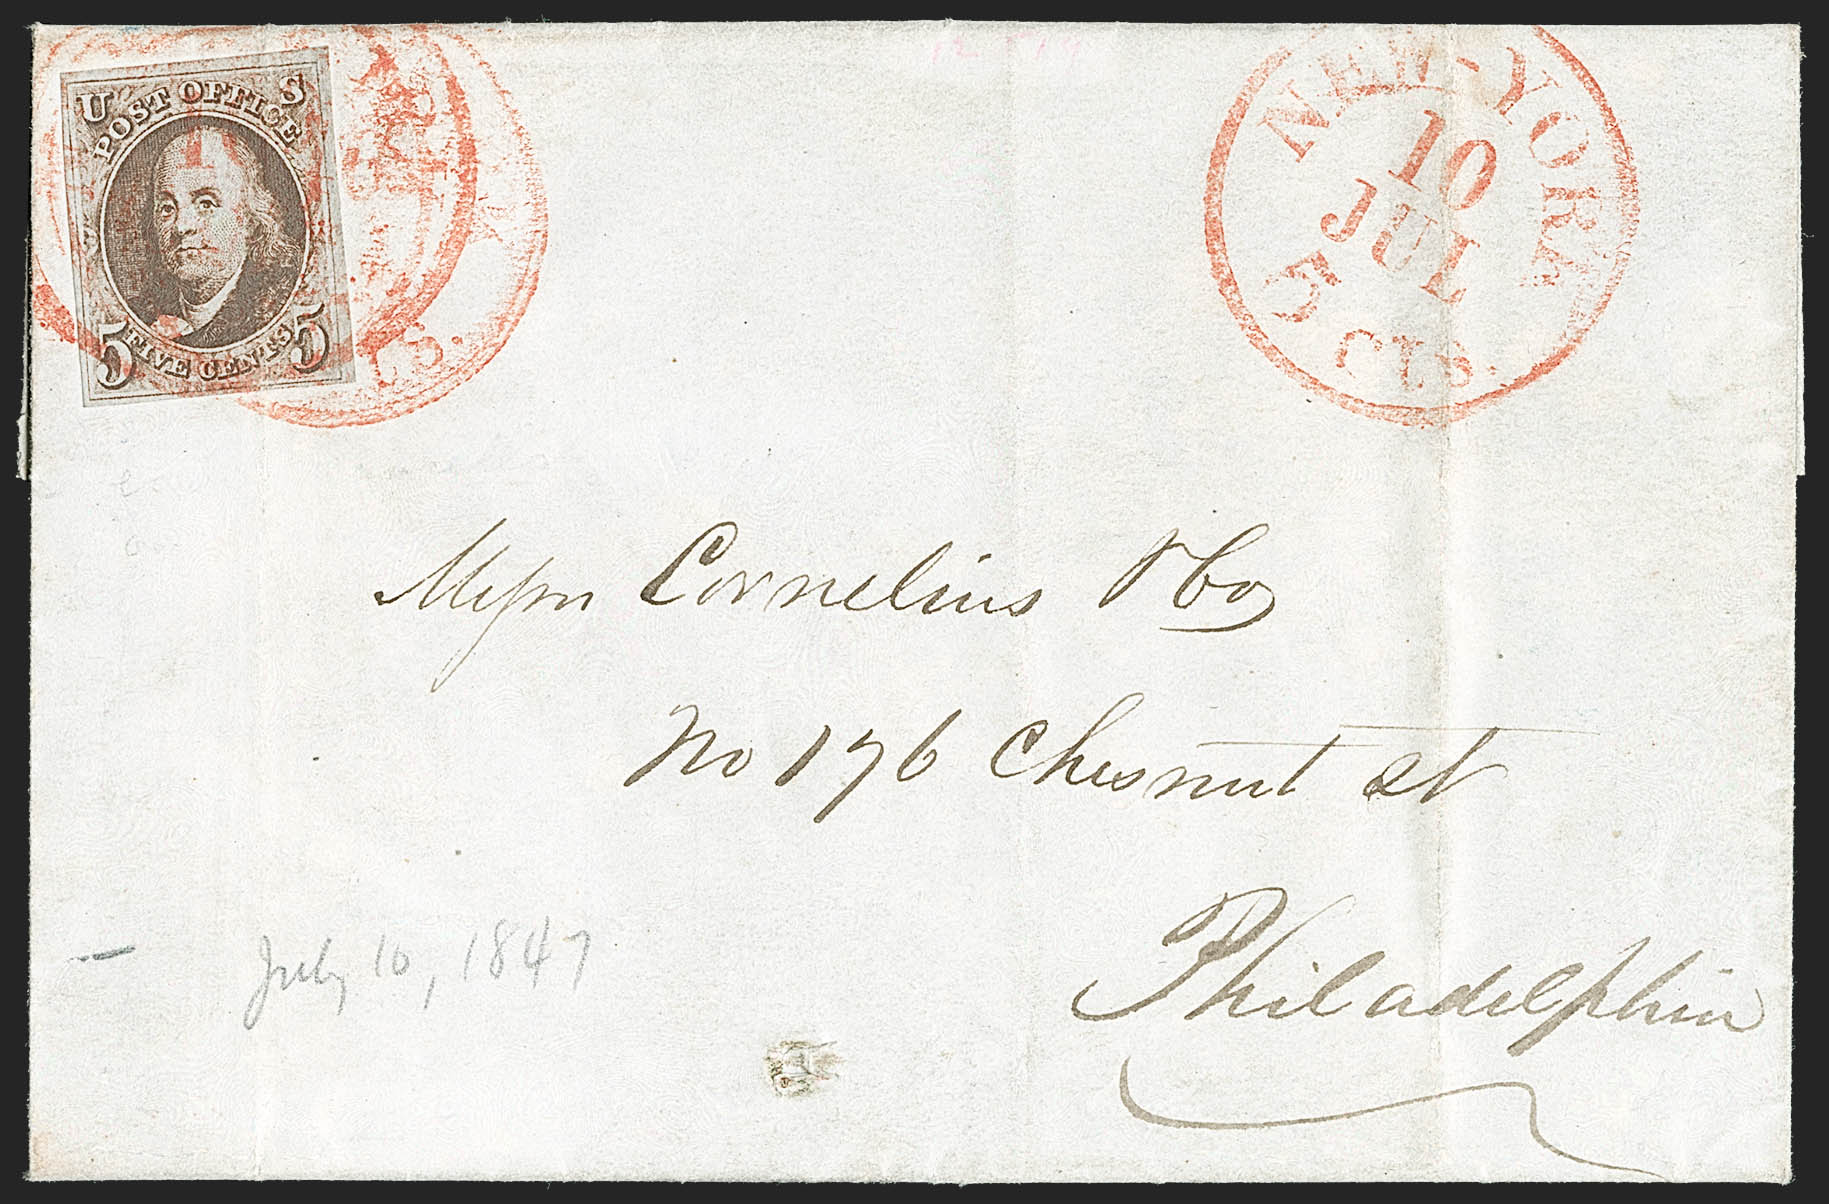 U S
POST OFFICE
5 FIVE CENTS 5
NEW-YORK
10
JUL
5 cts.
Messrs Cornelius & Co
No 176 Chesnut St
Philadelphia
July 10, 1847